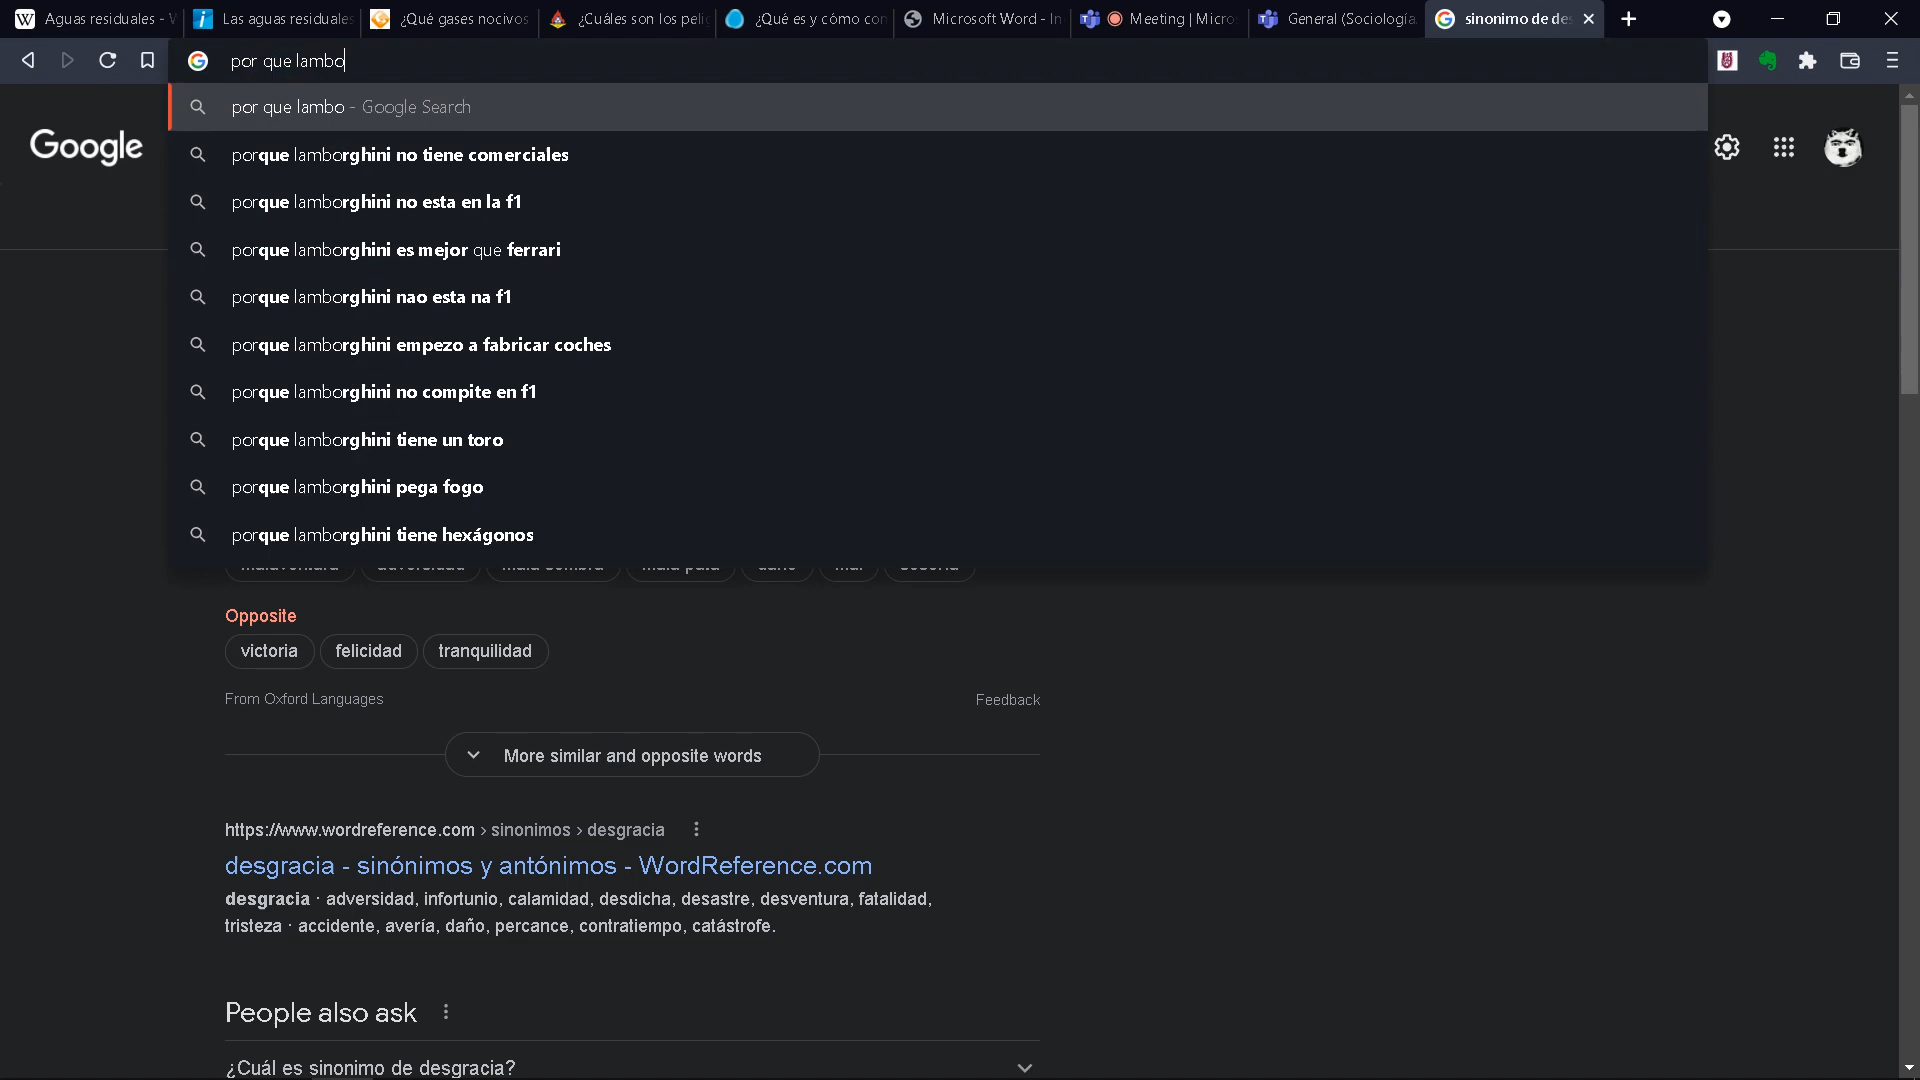 Aguas residuales - W
Las aguas residuales
¿Qué gases nocivos
¿Cuáles son los peli
¿Qué es y cómo con
Microsoft Word - In
Meeting | Micro
General (Sociología
sinonimo de des
por que lambo
por que lambo - Google Search
Google
porque lamborghini no tiene comerciales
porque lamborghini no esta en la f1
porque lamborghini es mejor que ferrari
porque lamborghini nao esta na f1
porque lamborghini empezo a fabricar coches
porque lamborghini no compite en f1
porque lamborghini tiene un toro
porque lamborghini pega fogo
porque lamborghini tiene hexágonos
Opposite
victoria felicidad tranquilidad
From Oxford Languages Feedback
More similar and opposite words
https://www.wordreference.com › sinonimos › desgracia
desgracia - sinónimos y antónimos - WordReference.com
desgracia · adversidad, infortunio, calamidad, desdicha, desastre, desventura, fatalidad,
tristeza · accidente, avería, daño, percance, contratiempo, catástrofe.
People also ask
¿Cuál es sinonimo de desgracia?